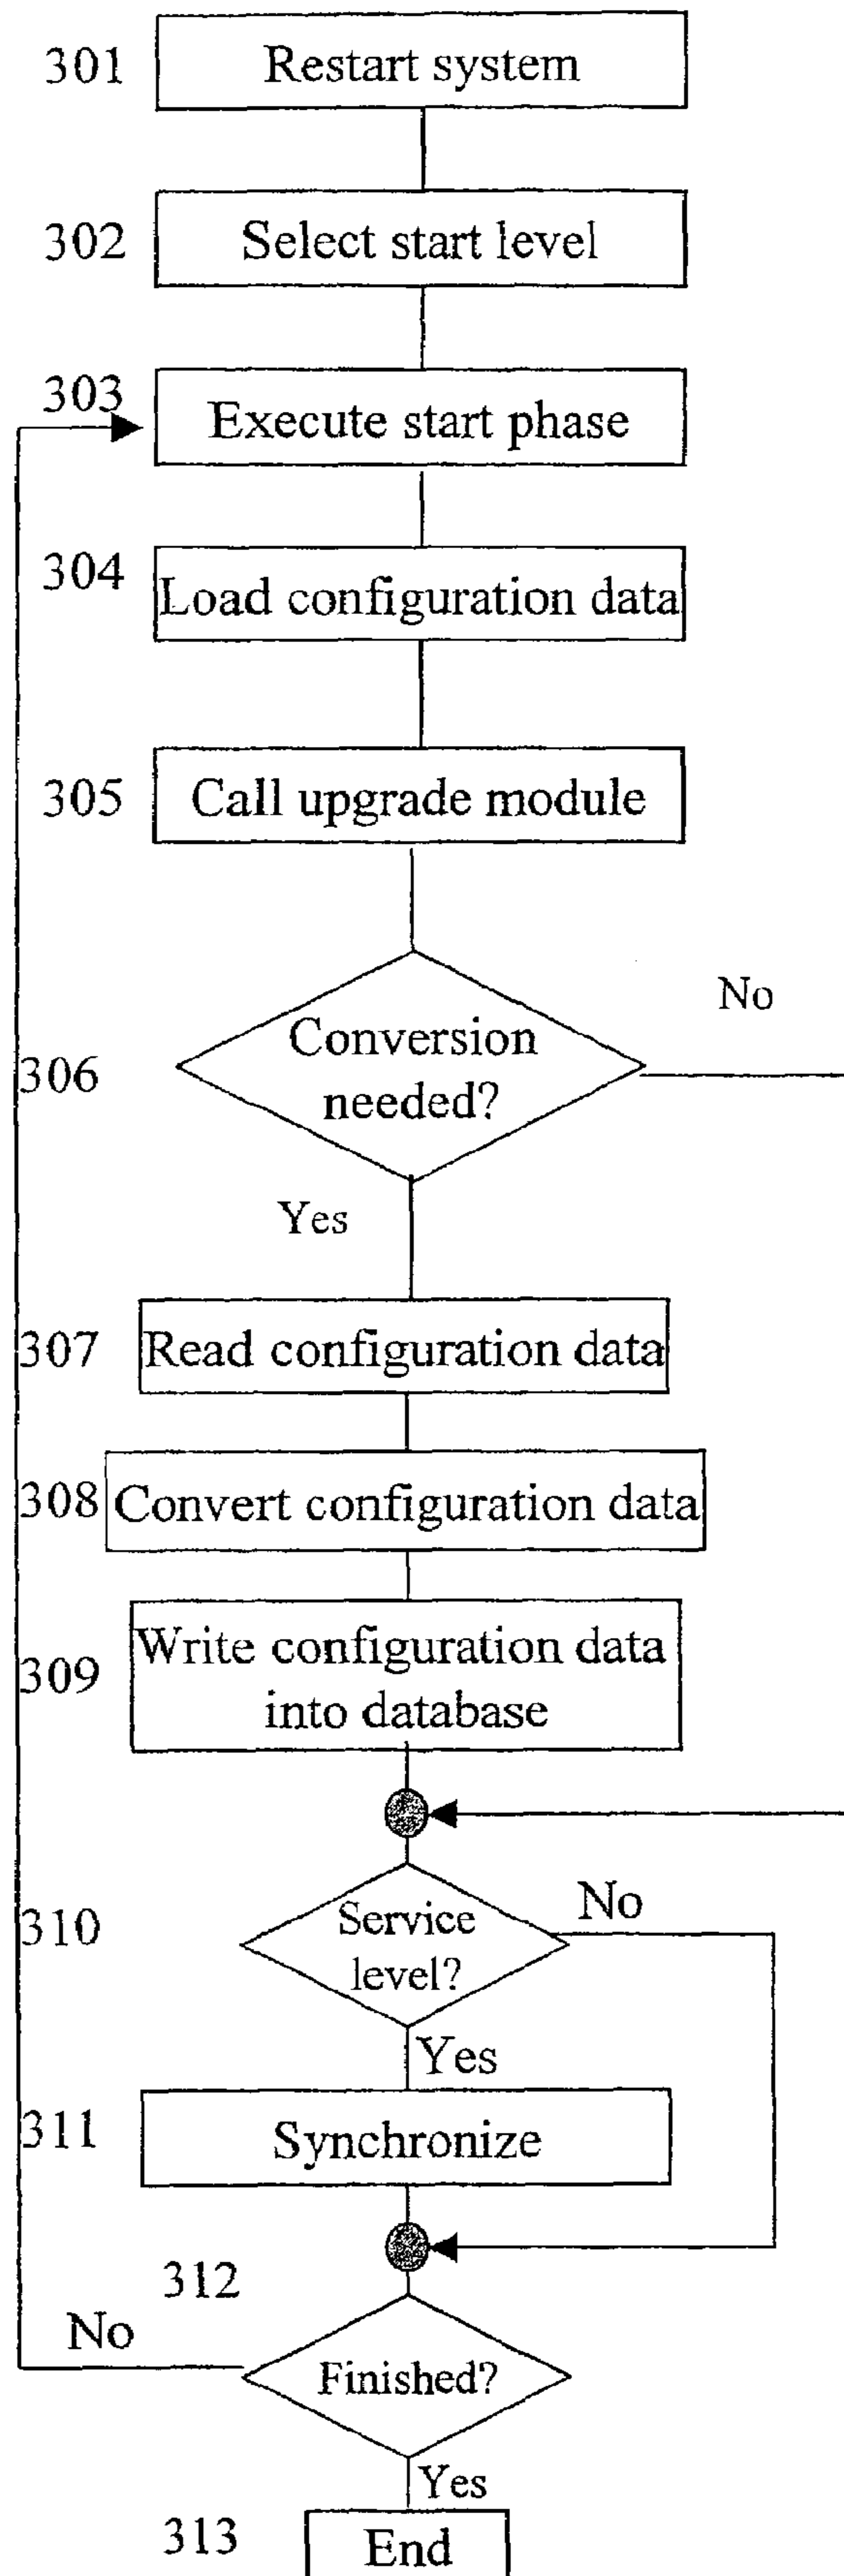 301 Restart system
302 Select start level
303 Execute start phase
304 Load configuration data
305 Call upgrade module
No
306 Conversion
needed?
Yes
307 Read configuration data
308 Convert configuration data
309 Write configuration data
into database
310 Service
level?
No
Yes
311 Synchronize
312
No
Finished?
Yes
313 End